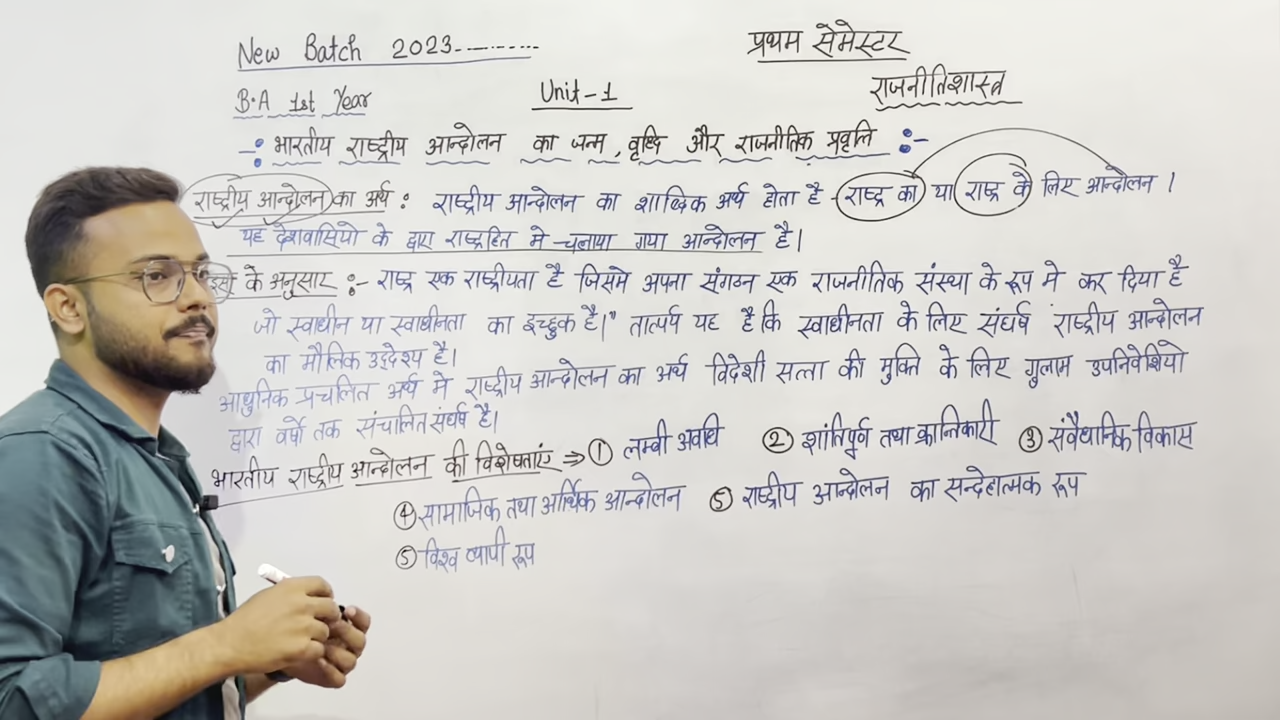 New Batch 2023..........
प्रथम सेमेस्टर
B.A 1st Year
Unit-1
राजनीतिशास्त्र
-: भारतीय राष्ट्रीय आन्दोलन का जन्म, वृध्दि और राजनीतिक प्रवृत्ति :-
राष्ट्रीय आन्दोलन का अर्थ : राष्ट्रीय आन्दोलन का शाब्दिक अर्थ होता है - राष्ट्र का या राष्ट्र के लिए आन्दोलन ।
यह देशवासियो के द्वारा राष्ट्रहित मे चलाया गया आन्दोलन है।
के अनुसार :- राष्ट्र एक राष्ट्रीयता है जिसमे अपना संगठन एक राजनीतिक संस्था के रूप मे कर दिया है
जो स्वाधीन या स्वाधीनता का इच्छुक है।" तात्पर्य यह है कि स्वाधीनता के लिए संघर्ष राष्ट्रीय आन्दोलन
का मौलिक उद्देश्य है।
आधुनिक प्रचलित अर्थ मे राष्ट्रीय आन्दोलन का अर्थ विदेशी सत्ता की मुक्ति के लिए गुलाम उपनिवेशियो
द्वारा वर्षो तक संचालित संघर्ष है।
भारतीय राष्ट्रीय आन्दोलन की विशेषताएं ⇒ ① लम्बी अवधि ② शांतिपूर्व तथा क्रान्तिकारी ③ संवैधानिक विकास
④ सामाजिक तथा आर्थिक आन्दोलन ⑤ राष्ट्रीय आन्दोलन का सन्देहात्मक रूप
⑤ विश्व व्यापी रूप